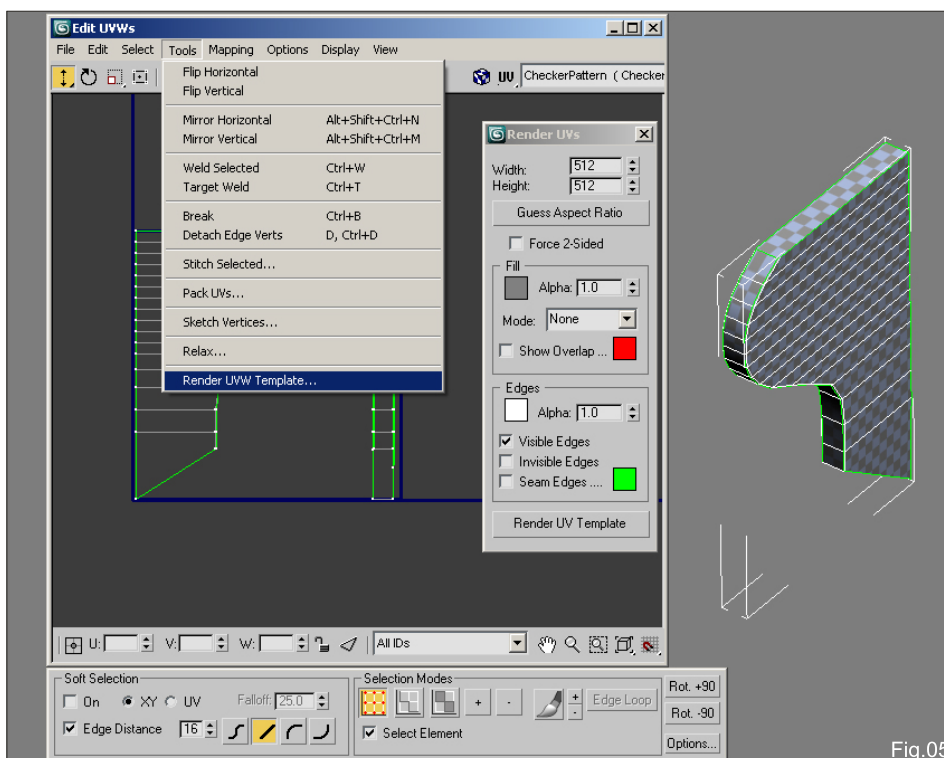 Edit UVWs
File Edit Select Tools Mapping Options Display View
UV CheckerPattern ( Checker
Flip Horizontal
Flip Vertical
Mirror Horizontal Alt+Shift+Ctrl+N
Mirror Vertical Alt+Shift+Ctrl+M
Weld Selected Ctrl+W
Target Weld Ctrl+T
Break Ctrl+B
Detach Edge Verts D, Ctrl+D
Stitch Selected...
Pack UVs...
Sketch Vertices...
Relax...
Render UVW Template...
Render UVs
Width: 512
Height: 512
Guess Aspect Ratio
Force 2-Sided
Fill
Alpha: 1.0
Mode: None
Show Overlap ...
Edges
Alpha: 1.0
Visible Edges
Invisible Edges
Seam Edges ....
Render UV Template
U: V: W: All IDs
Soft Selection
On XY UV Falloff: 25.0
Edge Distance 16
Selection Modes
+ - + - Edge Loop
Select Element
Rot. +90
Rot. -90
Options...
Fig.05